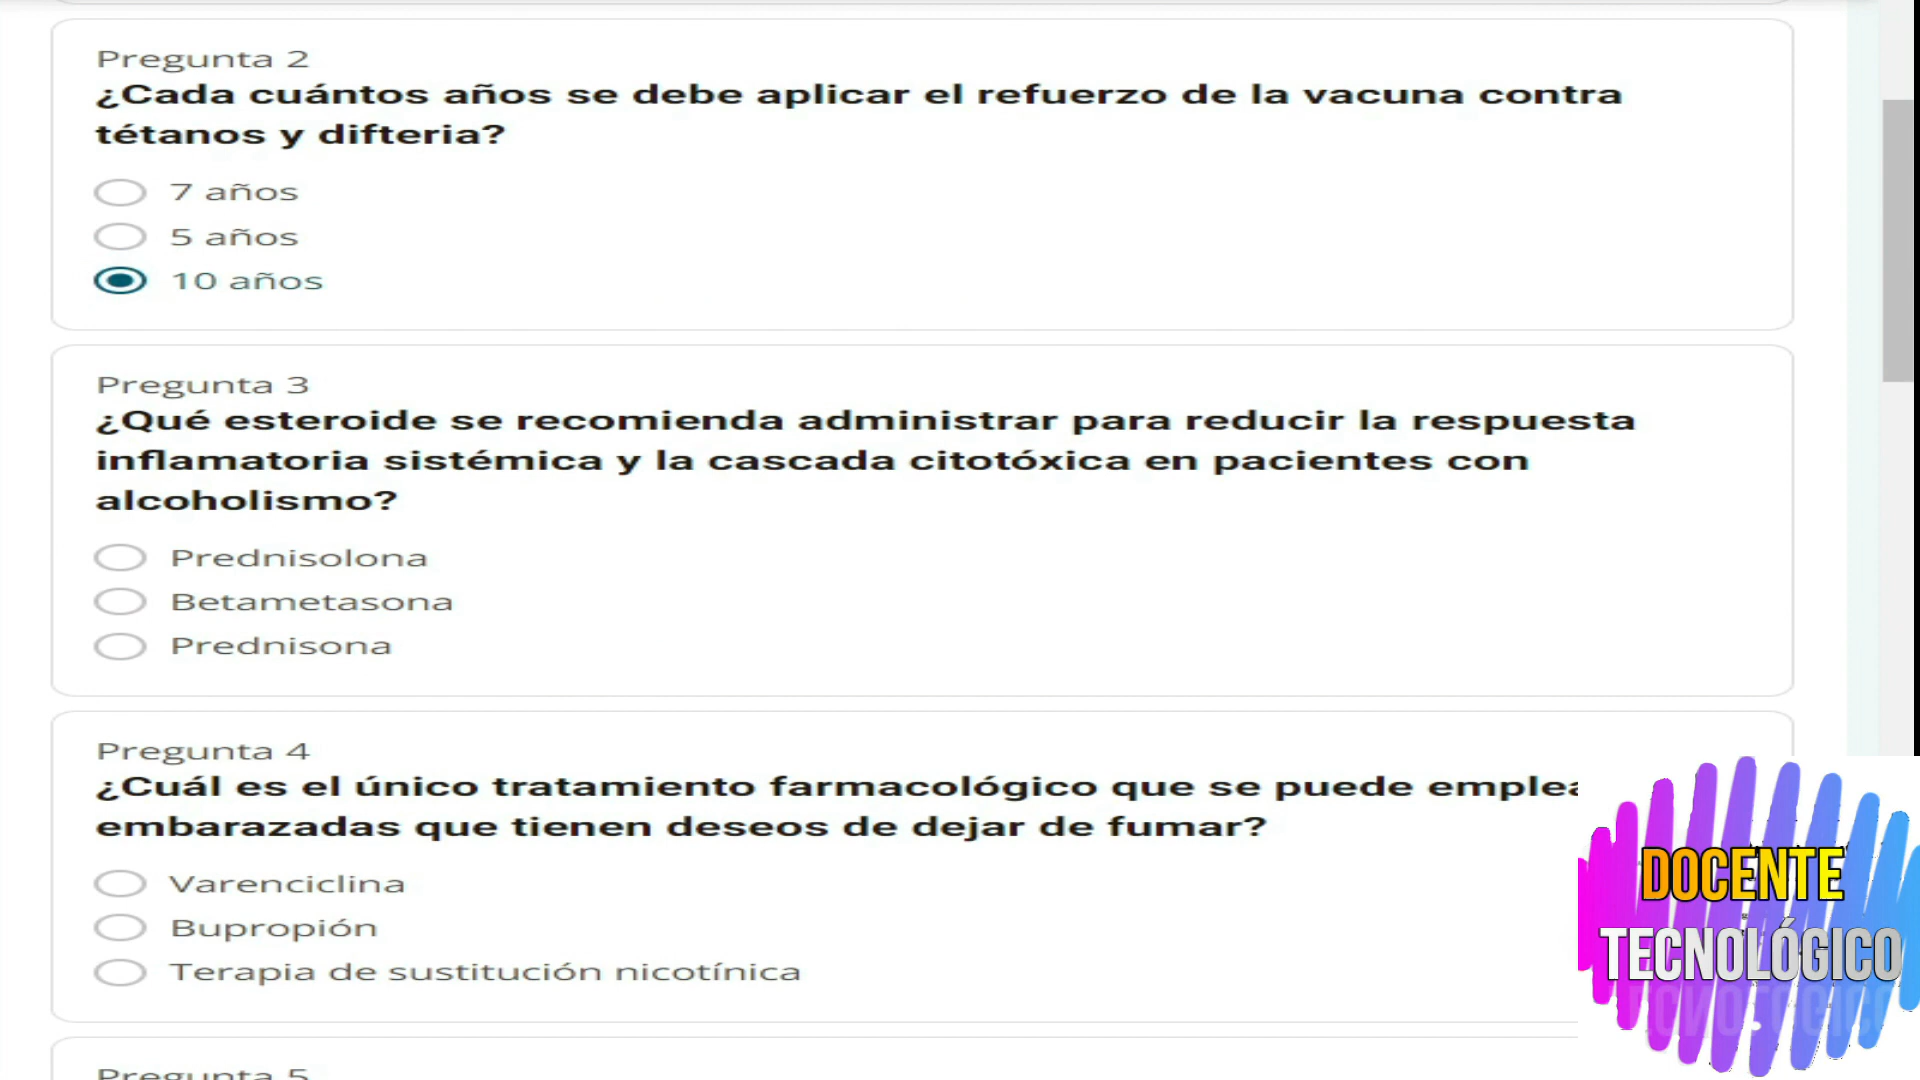 Pregunta 2
¿Cada cuántos años se debe aplicar el refuerzo de la vacuna contra
tétanos y difteria?
7 años
5 años
10 años
Pregunta 3
¿Qué esteroide se recomienda administrar para reducir la respuesta
inflamatoria sistémica y la cascada citotóxica en pacientes con
alcoholismo?
Prednisolona
Betametasona
Prednisona
Pregunta 4
¿Cuál es el único tratamiento farmacológico que se puede emplea
embarazadas que tienen deseos de dejar de fumar?
Varenciclina
Bupropión
Terapia de sustitución nicotínica
Pregunta 5
DOCENTE
TECNOLÓGICO